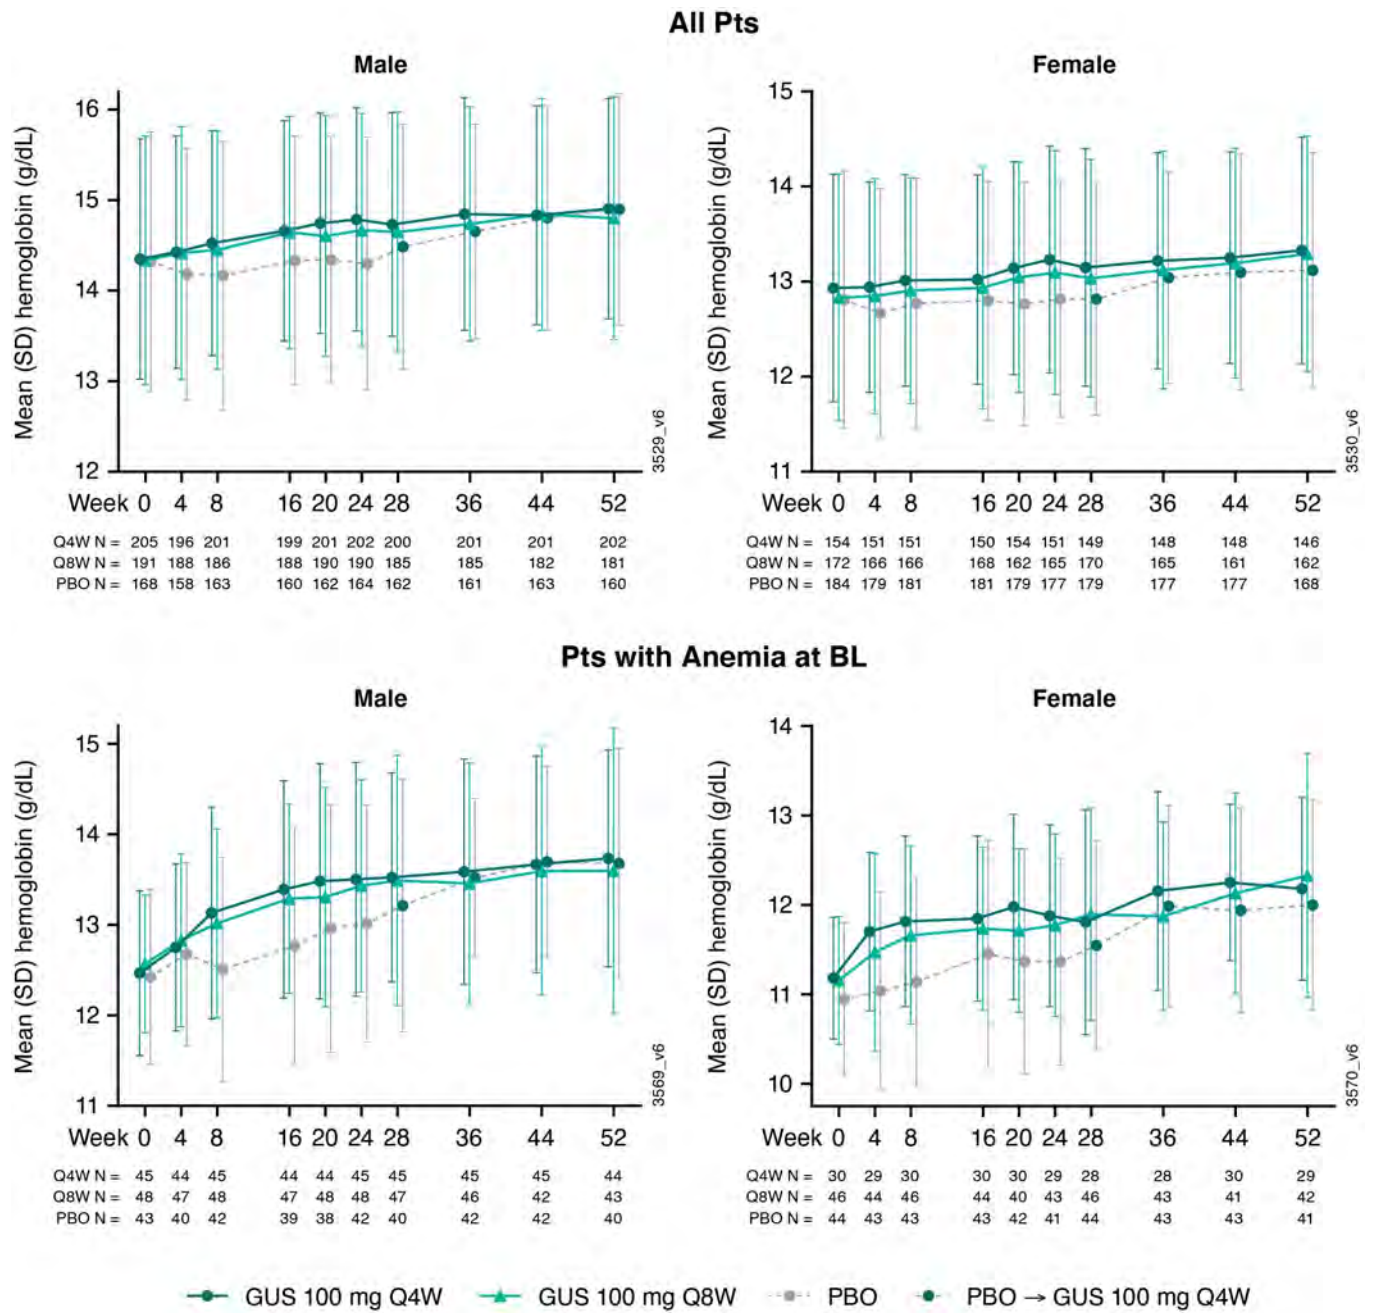 All Pts
Male
Mean (SD) hemoglobin (g/dL)
16
15
14
13
12
3529_v6
Week 0 4 8 16 20 24 28 36 44 52
Q4W N = 205 196 201 199 201 202 200 201 201 202
Q8W N = 191 188 186 188 190 190 185 185 182 181
PBO N = 168 158 163 160 162 164 162 161 163 160
Female
Mean (SD) hemoglobin (g/dL)
15
14
13
12
11
3530_v6
Week 0 4 8 16 20 24 28 36 44 52
Q4W N = 154 151 151 150 154 151 149 148 148 146
Q8W N = 172 166 166 168 162 165 170 165 161 162
PBO N = 184 179 181 181 179 177 179 177 177 168
Pts with Anemia at BL
Male
Mean (SD) hemoglobin (g/dL)
15
14
13
12
11
3569_v6
Week 0 4 8 16 20 24 28 36 44 52
Q4W N = 45 44 45 44 44 45 45 45 45 44
Q8W N = 48 47 48 47 48 48 47 46 42 43
PBO N = 43 40 42 39 38 42 40 42 42 40
Female
Mean (SD) hemoglobin (g/dL)
14
13
12
11
10
3570_v6
Week 0 4 8 16 20 24 28 36 44 52
Q4W N = 30 29 30 30 30 29 28 28 30 29
Q8W N = 46 44 46 44 40 43 46 43 41 42
PBO N = 44 43 43 43 42 41 44 43 43 41
GUS 100 mg Q4W GUS 100 mg Q8W PBO PBO → GUS 100 mg Q4W